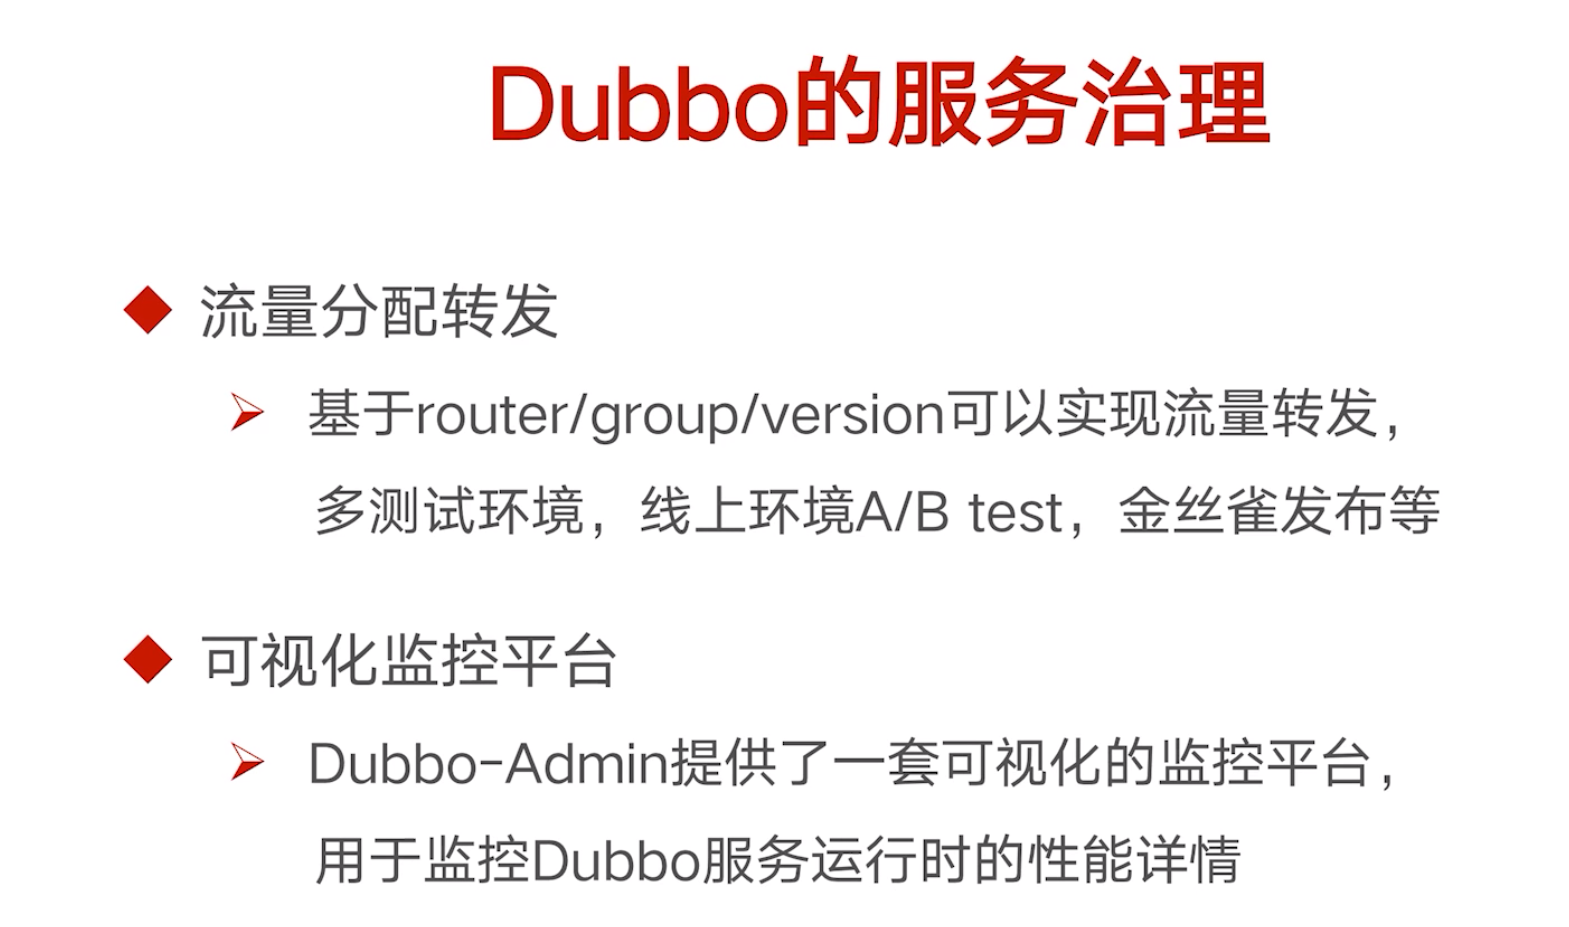 Dubbo的服务治理
流量分配转发
基于router/group/version可以实现流量转发，
多测试环境，线上环境A/B test，金丝雀发布等
可视化监控平台
Dubbo-Admin提供了一套可视化的监控平台，
用于监控Dubbo服务运行时的性能详情